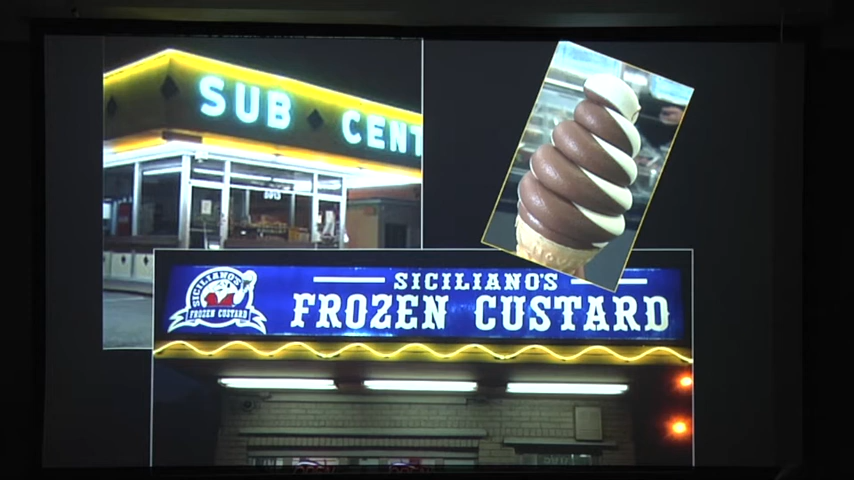 SUB CENT
SICILIANO'S
FROZEN CUSTARD
SICILIANO'S
FROZEN CUSTARD